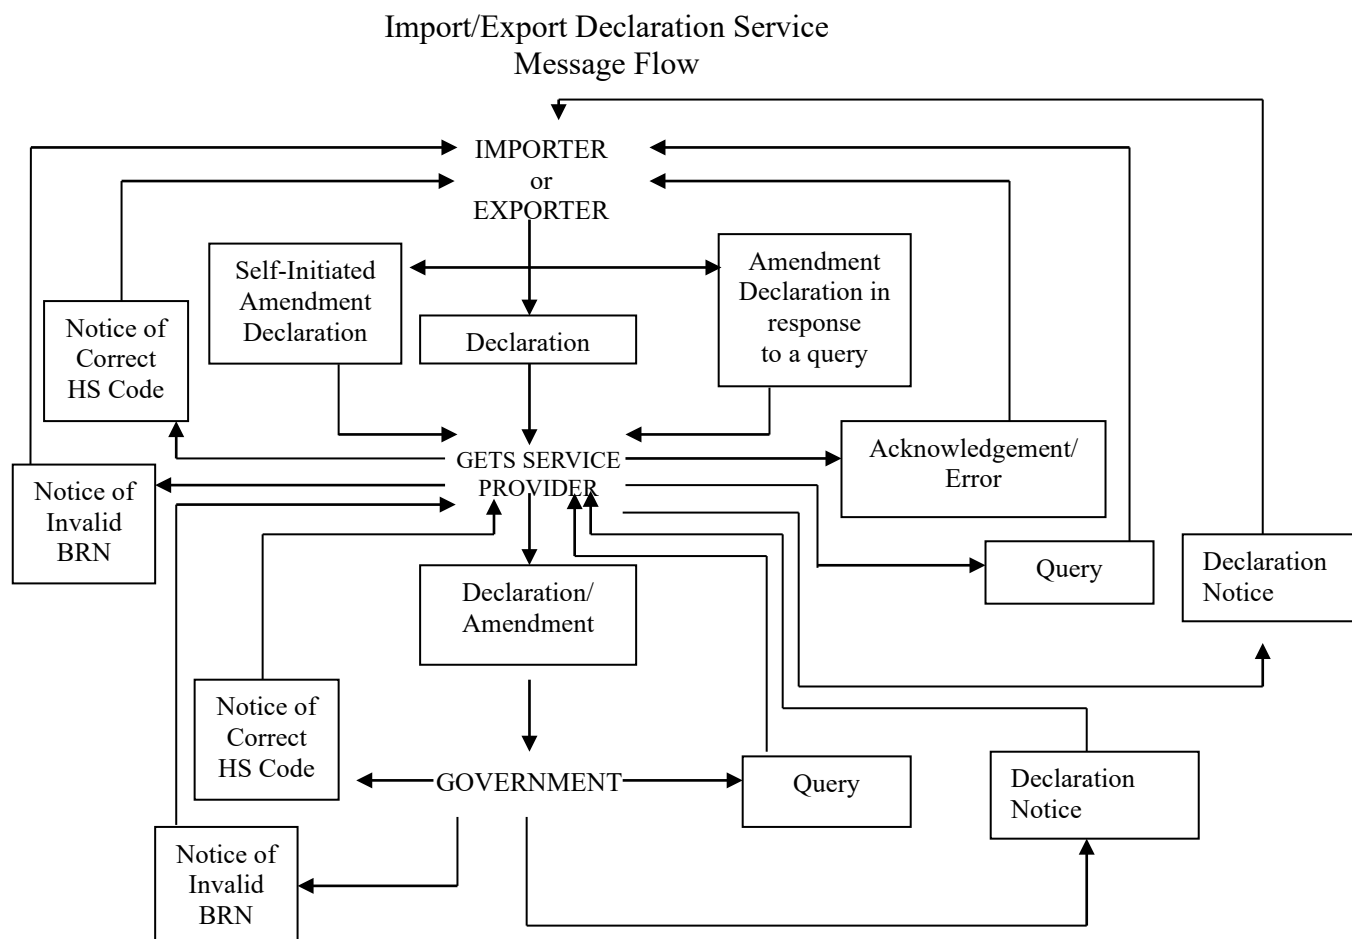 Import/Export Declaration Service
Message Flow
IMPORTER
or
EXPORTER
Self-Initiated
Amendment
Declaration
Amendment
Declaration in
response
to a query
Declaration
Notice of
Correct
HS Code
Acknowledgement/
Error
GETS SERVICE
PROVIDER
Notice of
Invalid
BRN
Query
Declaration
Notice
Declaration/
Amendment
Notice of
Correct
HS Code
GOVERNMENT
Query
Declaration
Notice
Notice of
Invalid
BRN